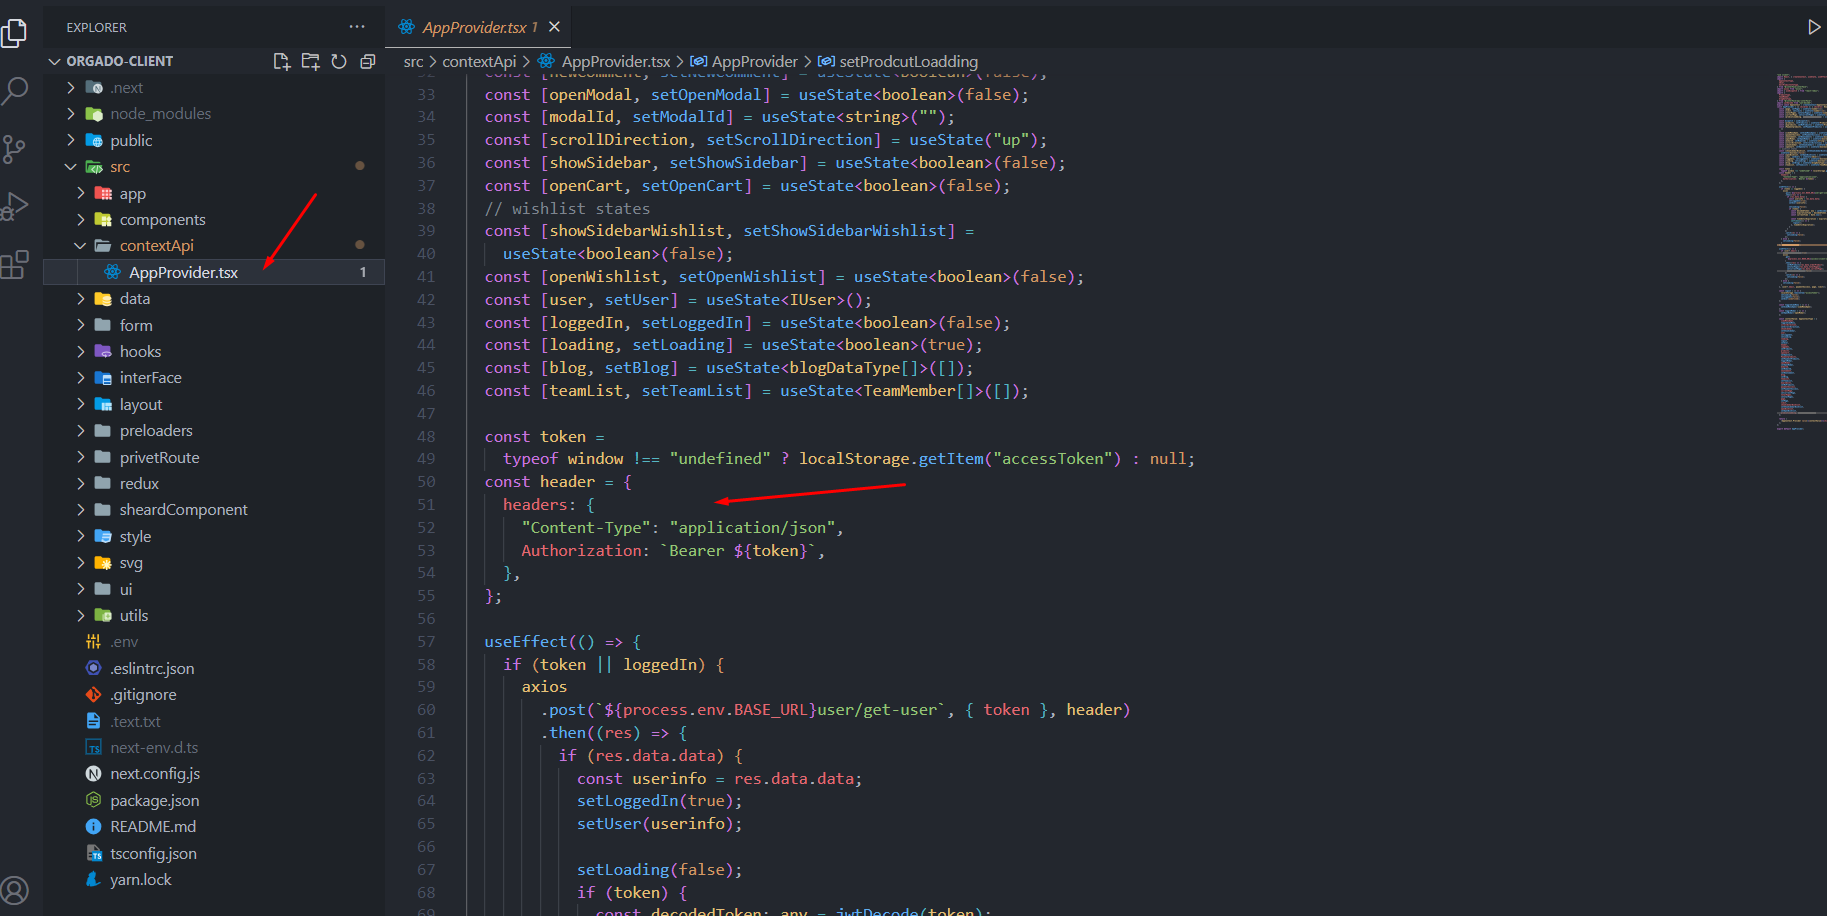 EXPLORER
ORGADO-CLIENT
.next
node_modules
public
src
app
components
contextApi
AppProvider.tsx 1
data
form
hooks
interFace
layout
preloaders
privetRoute
redux
sheardComponent
style
svg
ui
utils
.env
.eslintrc.json
.gitignore
.text.txt
next-env.d.ts
next.config.js
package.json
README.md
tsconfig.json
yarn.lock
AppProvider.tsx 1
src > contextApi > AppProvider.tsx > AppProvider > setProdcutLoadding
32 const [newComment, setNewComment] = useState<boolean>(false);
33 const [openModal, setOpenModal] = useState<boolean>(false);
34 const [modalId, setModalId] = useState<string>("");
35 const [scrollDirection, setScrollDirection] = useState("up");
36 const [showSidebar, setShowSidebar] = useState<boolean>(false);
37 const [openCart, setOpenCart] = useState<boolean>(false);
38 // wishlist states
39 const [showSidebarWishlist, setShowSidebarWishlist] =
40 useState<boolean>(false);
41 const [openWishlist, setOpenWishlist] = useState<boolean>(false);
42 const [user, setUser] = useState<IUser>();
43 const [loggedIn, setLoggedIn] = useState<boolean>(false);
44 const [loading, setLoading] = useState<boolean>(true);
45 const [blog, setBlog] = useState<blogDataType[]>([]);
46 const [teamList, setTeamList] = useState<TeamMember[]>([]);
47
48 const token =
49 typeof window !== "undefined" ? localStorage.getItem("accessToken") : null;
50 const header = {
51 headers: {
52 "Content-Type": "application/json",
53 Authorization: `Bearer ${token}`,
54 },
55 };
56
57 useEffect(() => {
58 if (token || loggedIn) {
59 axios
60 .post(`${process.env.BASE_URL}user/get-user`, { token }, header)
61 .then((res) => {
62 if (res.data.data) {
63 const userinfo = res.data.data;
64 setLoggedIn(true);
65 setUser(userinfo);
66
67 setLoading(false);
68 if (token) {
69 const decodedToken: any = jwtDecode(token);